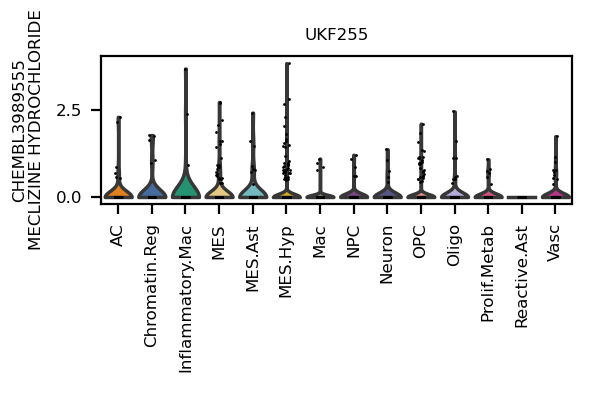 UKF255
CHEMBL3989555
MECLIZINE HYDROCHLORIDE
2.5
0.0
AC
Chromatin.Reg
Inflammatory.Mac
MES
MES.Ast
MES.Hyp
Mac
NPC
Neuron
OPC
Oligo
Prolif.Metab
Reactive.Ast
Vasc